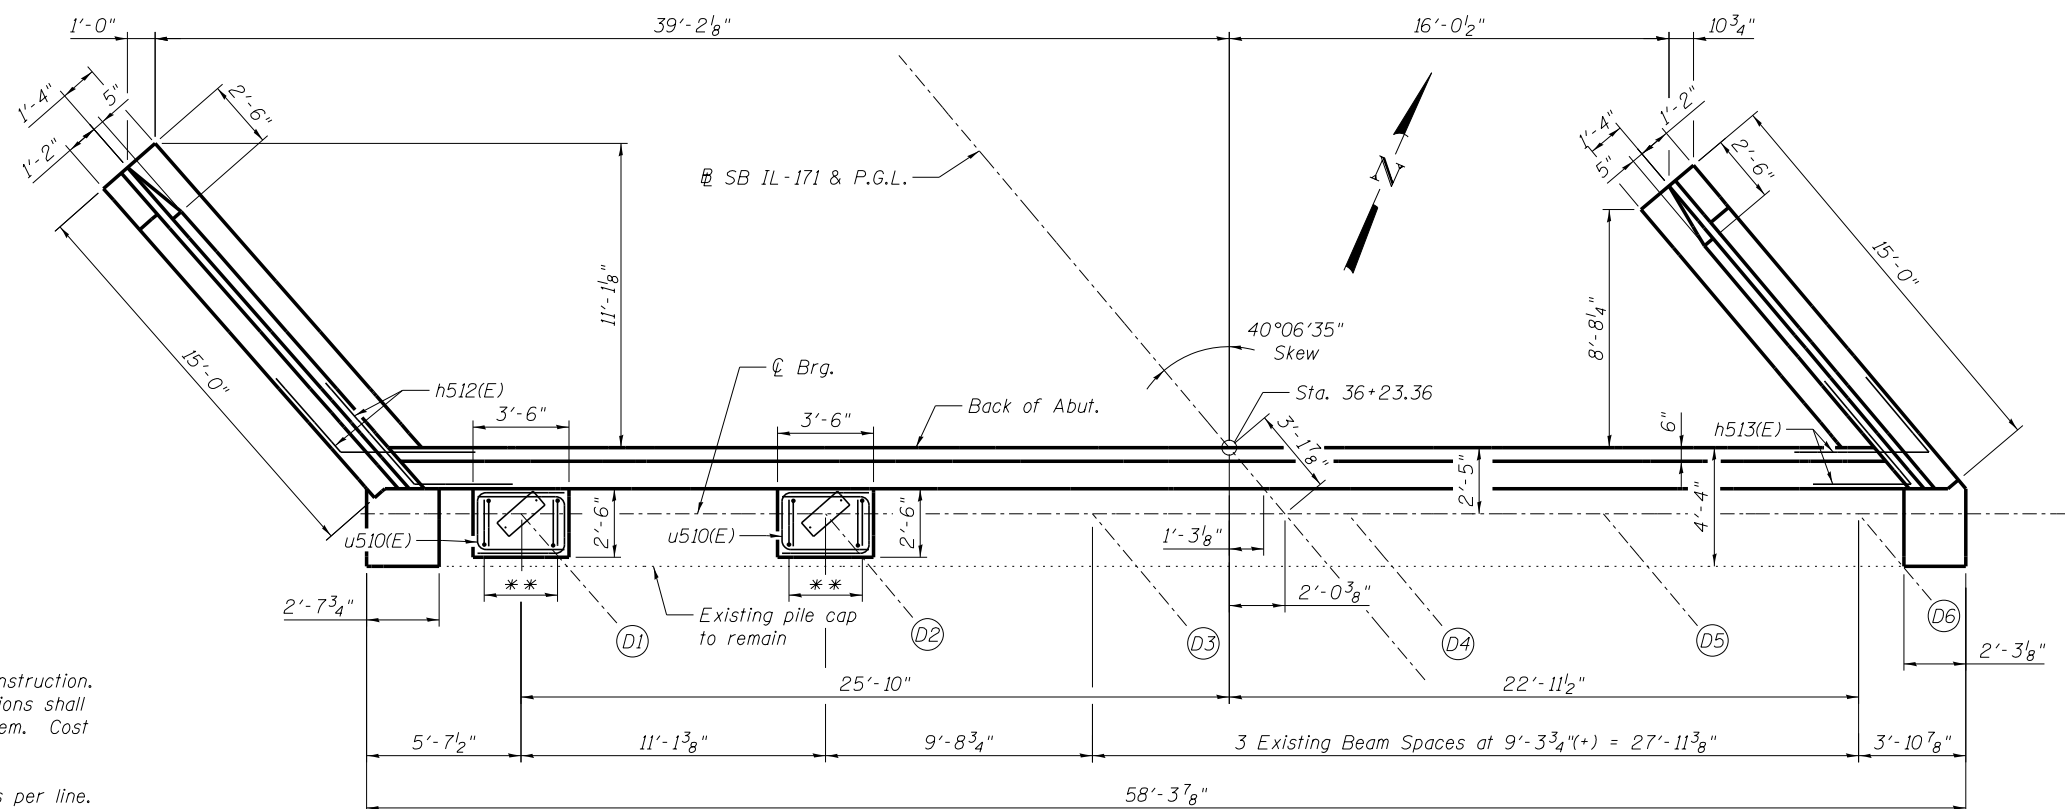 1'-0"
39'-2 1/8"
16'-0 1/2"
10 3/4"
1'-4"
5"
2'-6"
1'-2"
1'-2"
1'-4"
5"
2'-6"
℄ SB IL-171 & P.G.L.
N
15'-0"
11'-1 1/8"
8'-8 1/4"
15'-0"
40°06'35"
Skew
℄ Brg.
h512(E)
3'-6"
3'-6"
Back of Abut.
Sta. 36+23.36
3'-1 7/8"
6"
h513(E)
2'-5"
4'-4"
u510(E)
2'-6"
u510(E)
2'-6"
1'-3 1/8"
**
**
2'-0 3/8"
2'-7 3/4"
Existing pile cap
to remain
D1
D2
D3
D4
D5
D6
2'-3 1/8"
nstruction.
ions shall
em. Cost
25'-10"
22'-11 1/2"
5'-7 1/2"
11'-1 3/8"
9'-8 3/4"
3 Existing Beam Spaces at 9'-3 3/4"(+) = 27'-11 3/8"
3'-10 7/8"
s per line.
58'-3 7/8"